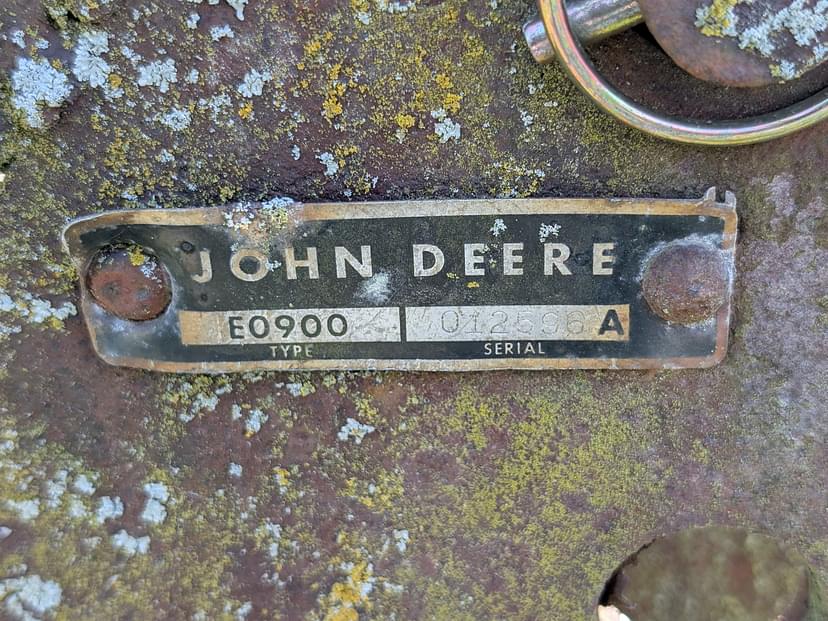 JOHN DEERE
E0900 012596 A
TYPE SERIAL